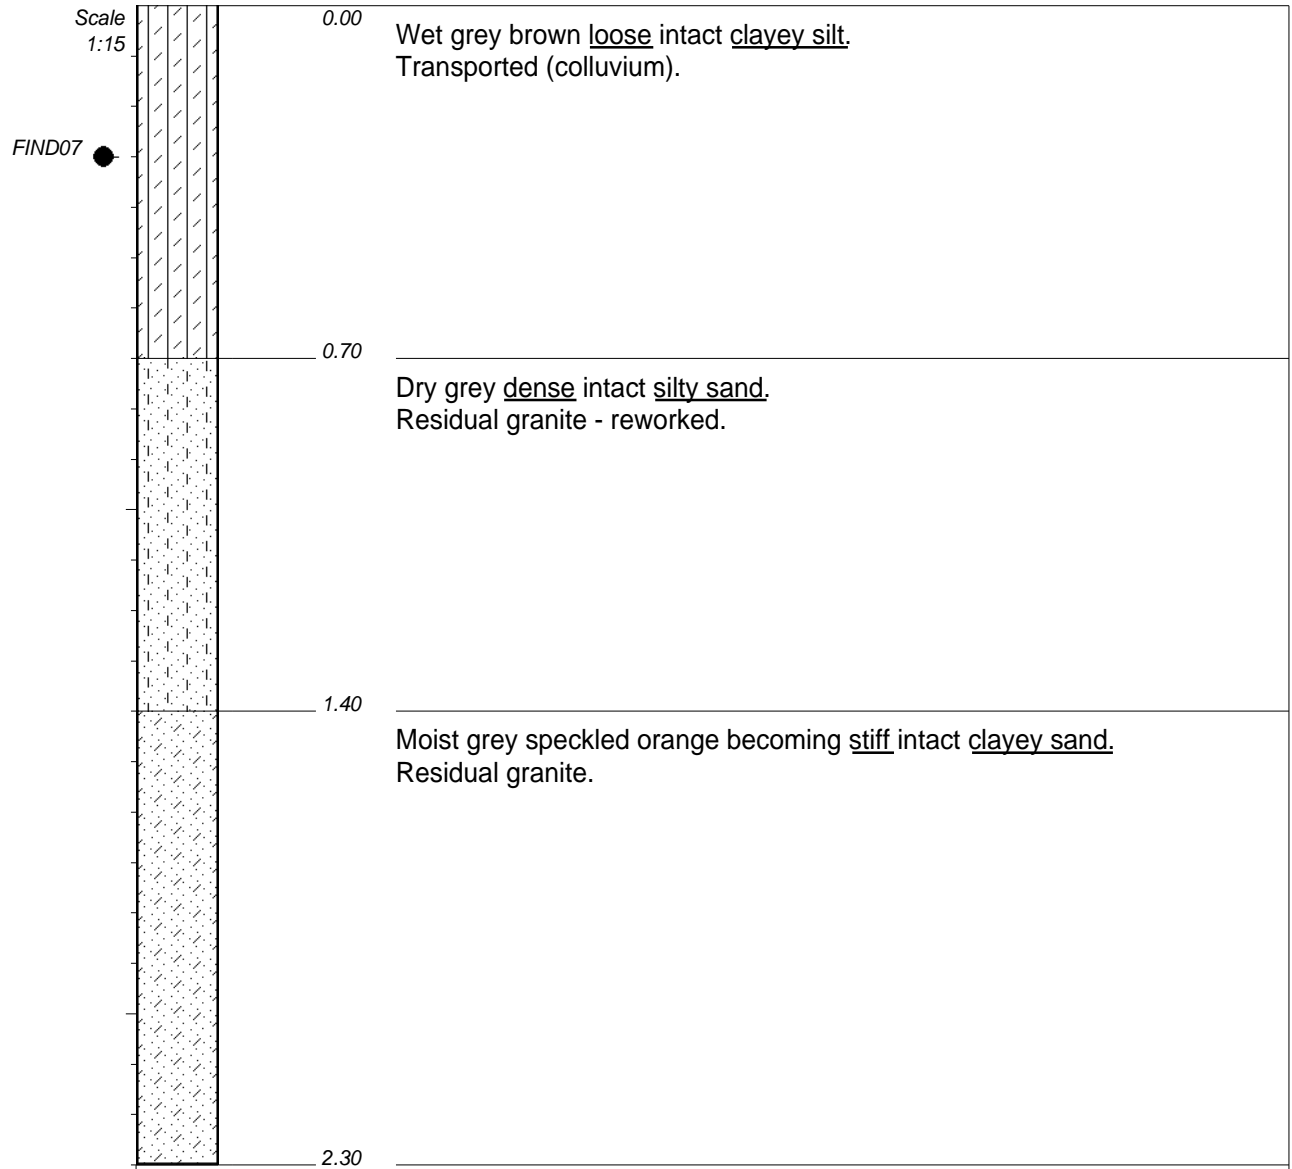 Scale
1:15
0.00
Wet grey brown loose intact clayey silt.
Transported (colluvium).
FIND07
0.70
Dry grey dense intact silty sand.
Residual granite - reworked.
1.40
Moist grey speckled orange becoming stiff intact clayey sand.
Residual granite.
2.30